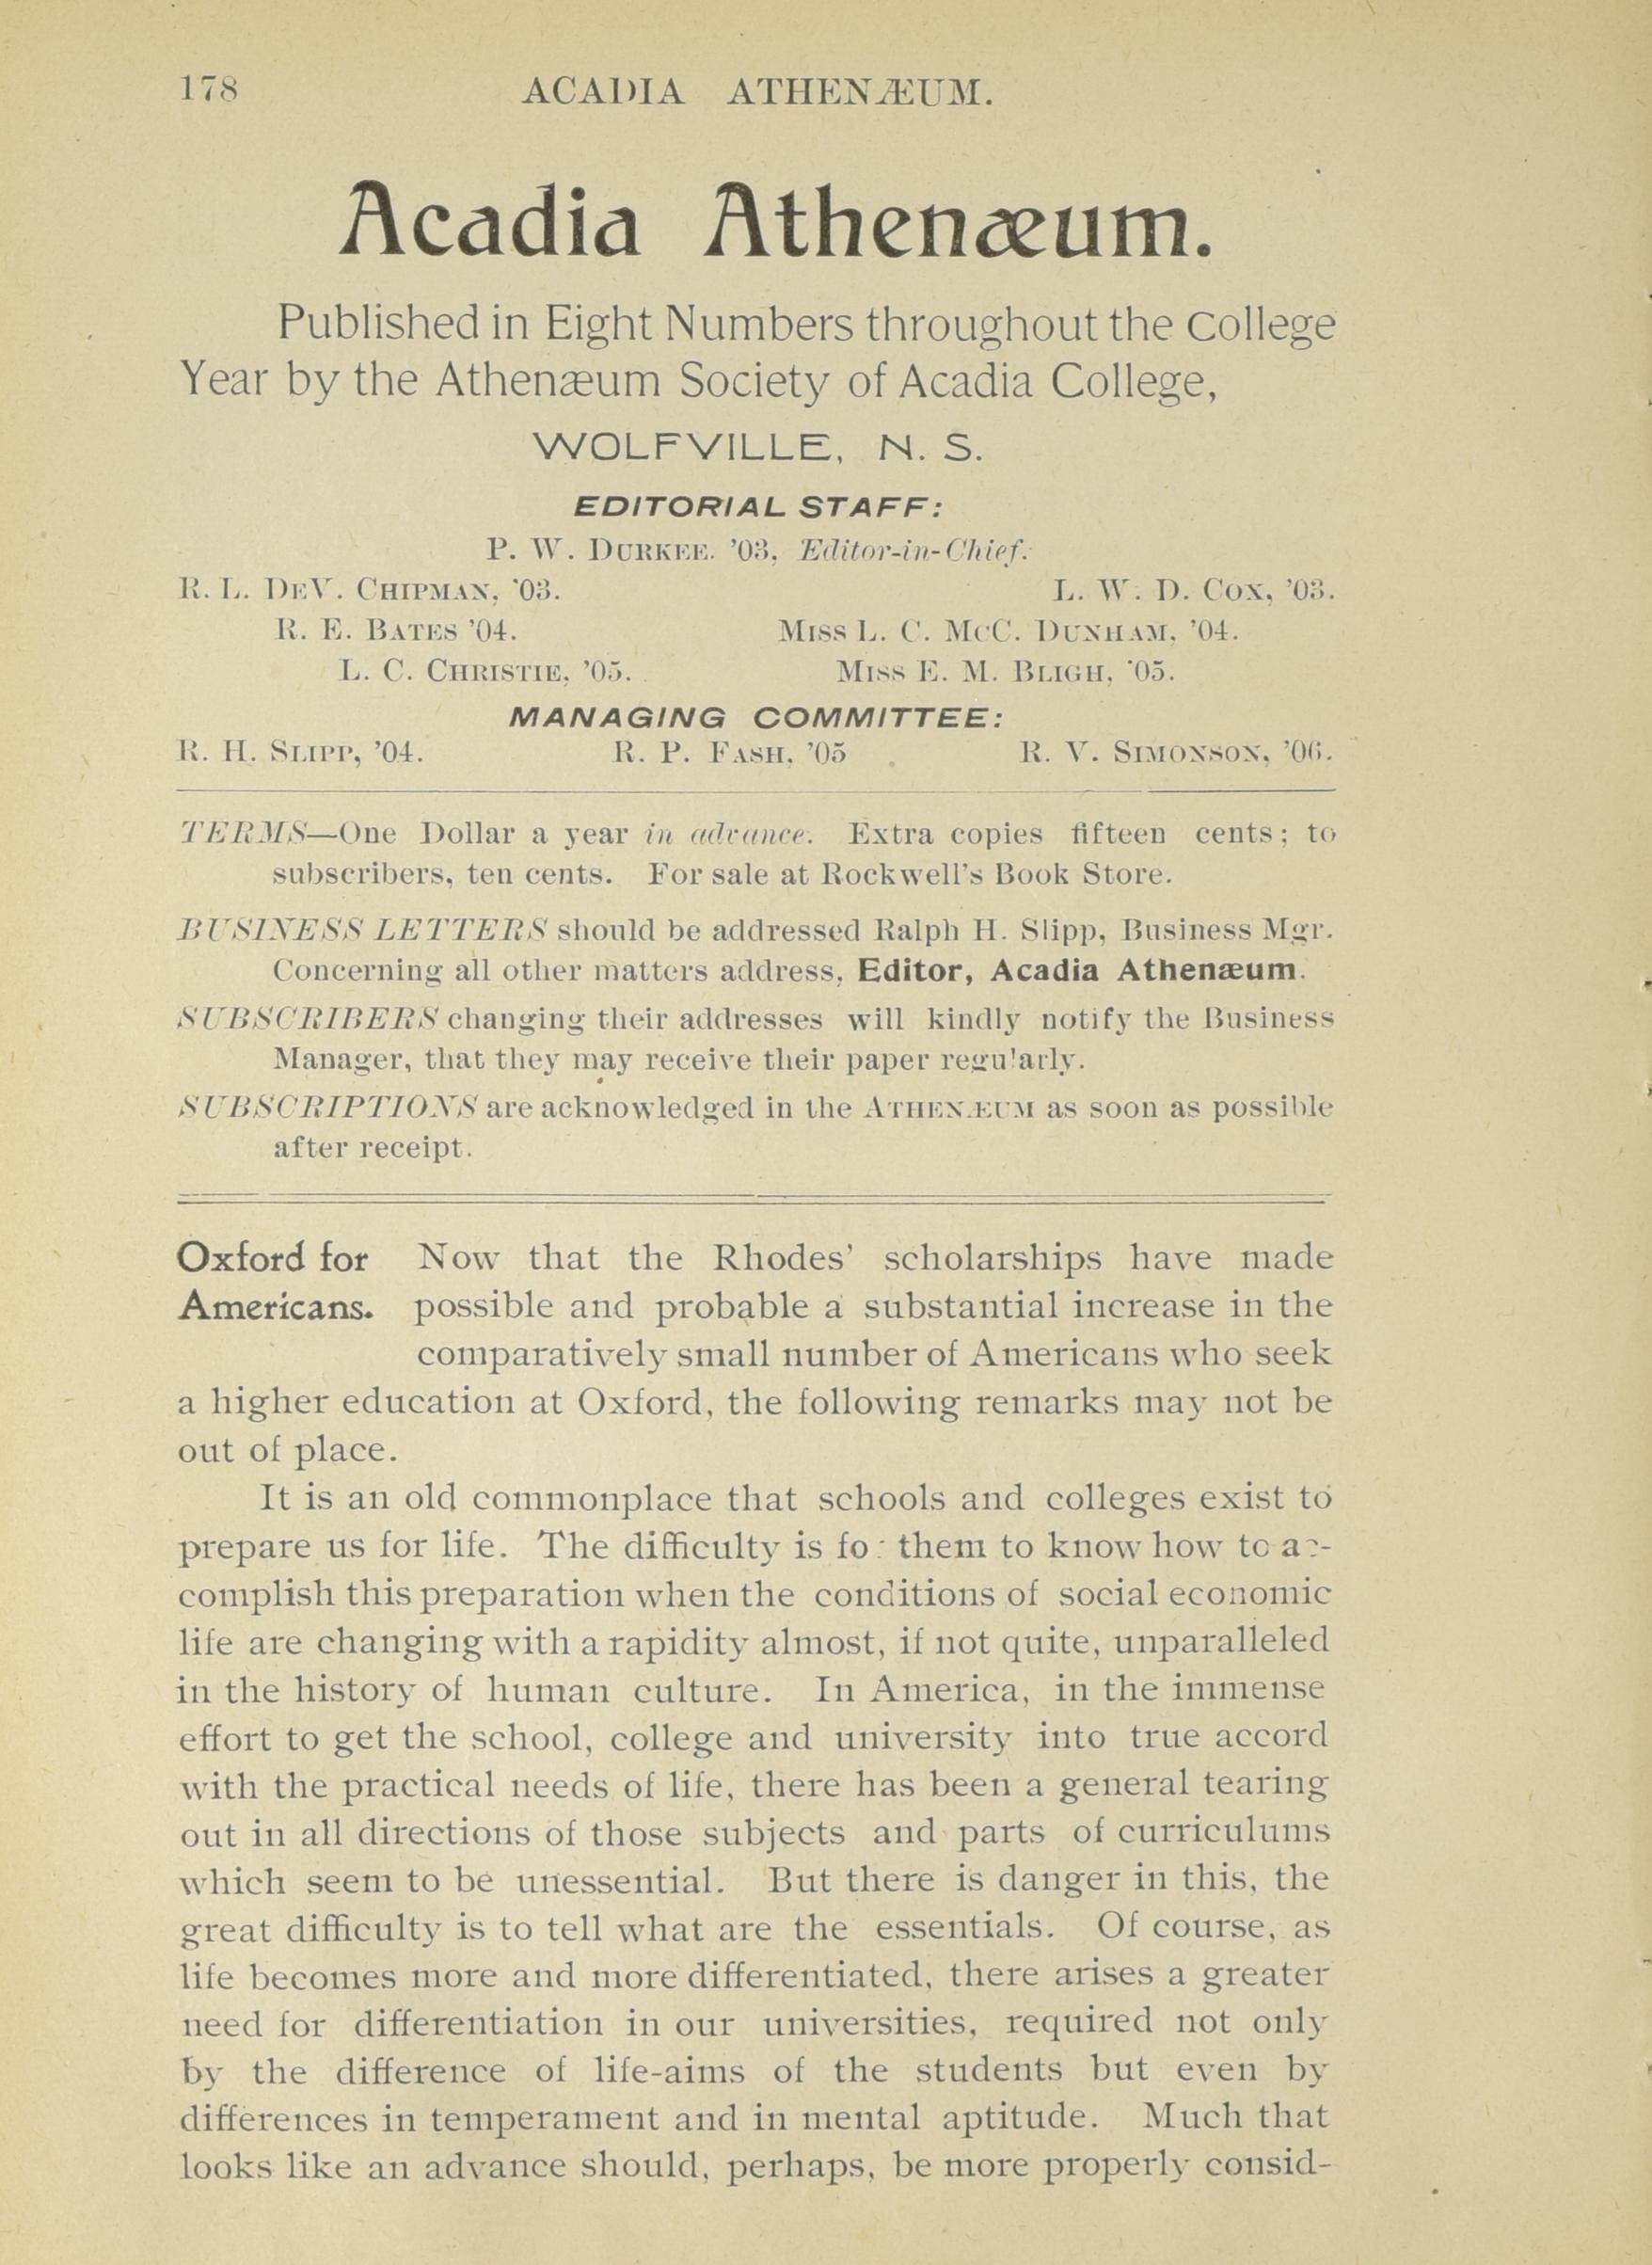 178 ACADIA ATHENÆUM.
Acadia Athenæum.
Published in Eight Numbers throughout the College
Year by the Athenæum Society of Acadia College,
WOLFVILLE, N. S.
EDITORIAL STAFF:
P. W. DURKEE. '03, Editor-in-Chief.
R. L. DEV. CHIPMAN, '03. L. W. D. COX, '03.
R. E. BATES '04. MISS L. C. MCC. DUNHAM, '04.
L. C. CHRISTIE, '05. MISS E. M. BLIGH, '05.
MANAGING COMMITTEE:
R. H. SLIPP, '04. R. P. FASH, '05 R. V. SIMONSON, '06.
TERMS—One Dollar a year in advance. Extra copies fifteen cents; to
subscribers, ten cents. For sale at Rockwell's Book Store.
BUSINESS LETTERS should be addressed Ralph H. Slipp, Business Mgr.
Concerning all other matters address, Editor, Acadia Athenæum.
SUBSCRIBERS changing their addresses will kindly notify the Business
Manager, that they may receive their paper regularly.
SUBSCRIPTIONS are acknowledged in the ATHENÆUM as soon as possible
after receipt.
Oxford for Now that the Rhodes' scholarships have made
Americans. possible and probable a substantial increase in the
comparatively small number of Americans who seek
a higher education at Oxford, the following remarks may not be
out of place.
It is an old commonplace that schools and colleges exist to
prepare us for life. The difficulty is for them to know how to ac-
complish this preparation when the conditions of social economic
life are changing with a rapidity almost, if not quite, unparalleled
in the history of human culture. In America, in the immense
effort to get the school, college and university into true accord
with the practical needs of life, there has been a general tearing
out in all directions of those subjects and parts of curriculums
which seem to be unessential. But there is danger in this, the
great difficulty is to tell what are the essentials. Of course, as
life becomes more and more differentiated, there arises a greater
need for differentiation in our universities, required not only
by the difference of life-aims of the students but even by
differences in temperament and in mental aptitude. Much that
looks like an advance should, perhaps, be more properly consid-